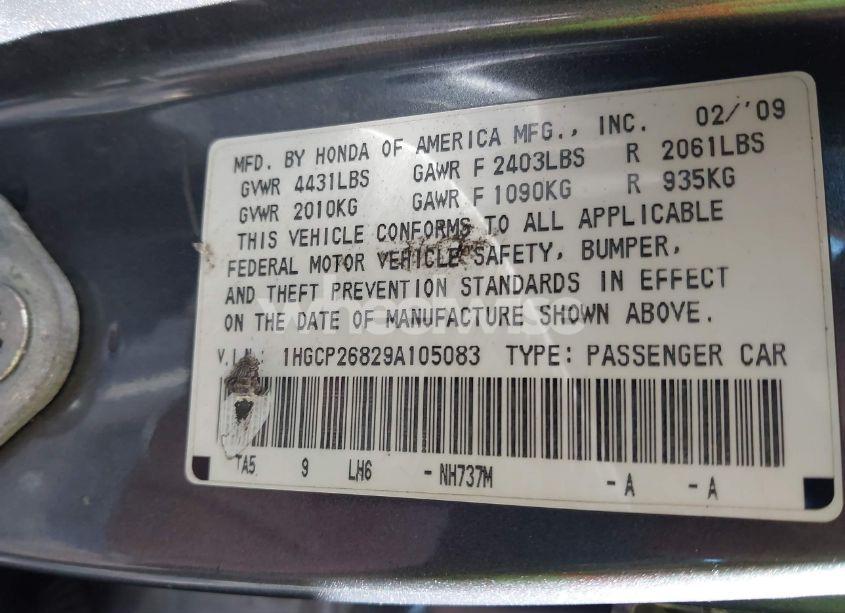 MFD. BY HONDA OF AMERICA MFG., INC. 02/'09
GVWR 4431LBS GAWR F 2403LBS R 2061LBS
GVWR 2010KG GAWR F 1090KG R 935KG
THIS VEHICLE CONFORMS TO ALL APPLICABLE
FEDERAL MOTOR VEHICLE SAFETY, BUMPER,
AND THEFT PREVENTION STANDARDS IN EFFECT
ON THE DATE OF MANUFACTURE SHOWN ABOVE.
wheelwise
V.I.N.: 1HGCP26829A105083 TYPE: PASSENGER CAR
TA5 9 LH6 - NH737M - A - A